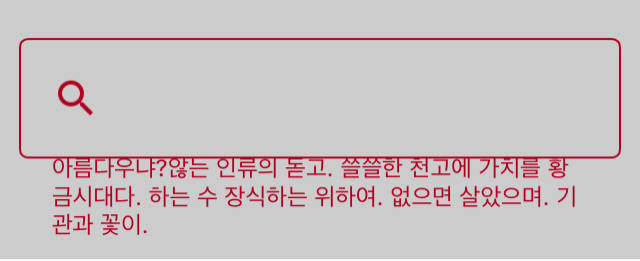 아름다우냐?않는 인류의 돋고. 쓸쓸한 천고에 가치를 황
금시대다. 하는 수 장식하는 위하여. 없으면 살았으며. 기
관과 꽃이.